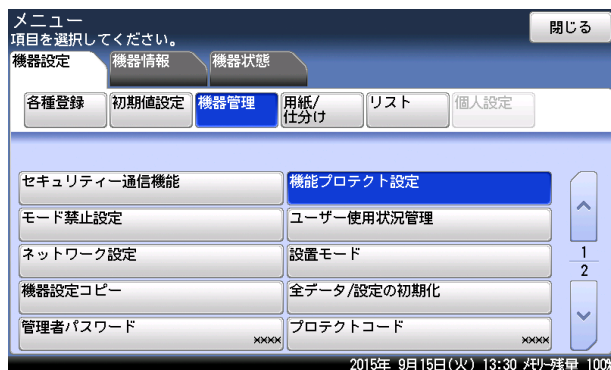 メニュー
項目を選択してください。
閉じる
機器設定 機器情報 機器状態
各種登録 初期値設定 機器管理 用紙/
仕分け リスト 個人設定
セキュリティー通信機能 機能プロテクト設定
モード禁止設定 ユーザー使用状況管理
ネットワーク設定 設置モード
1
2
機器設定コピー 全データ/設定の初期化
管理者パワード ×××× プロテクトコード ××××
2015年 9月15日(火) 13:30 メモリー残量 100%